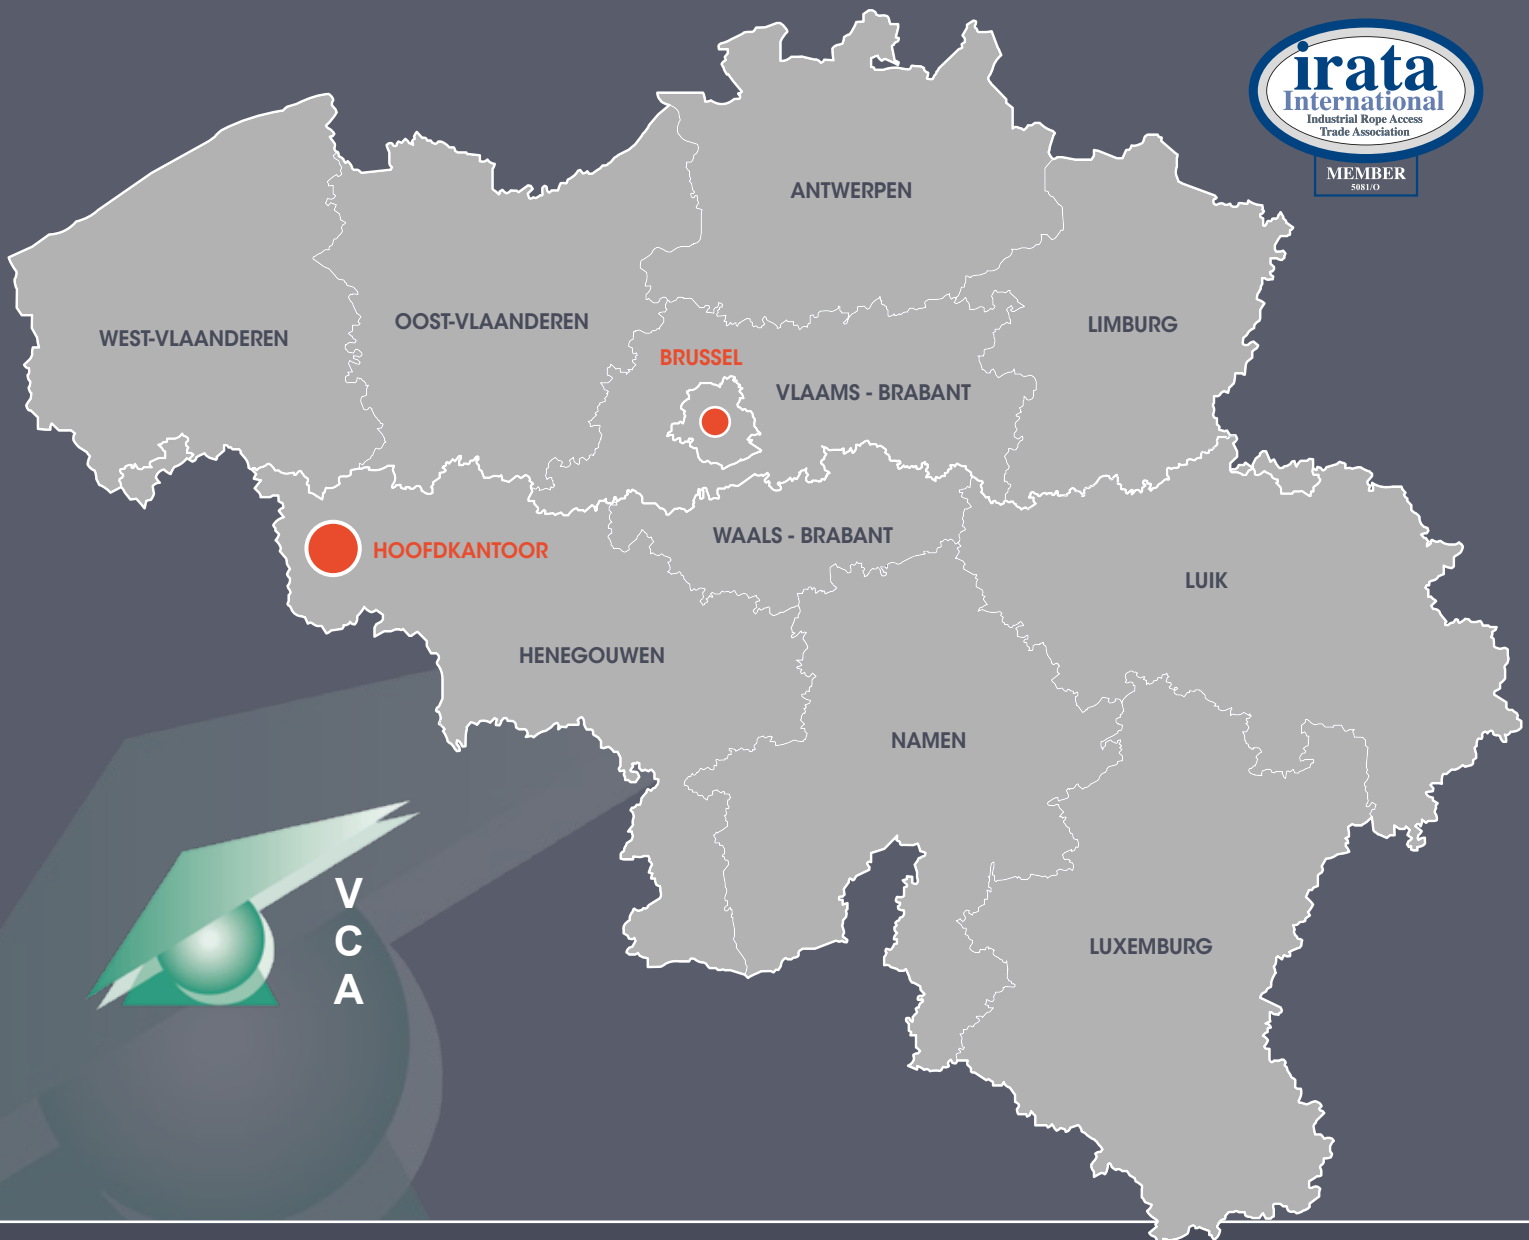 irata
International
Industrial Rope Access
Trade Association
MEMBER
5081/O
ANTWERPEN
WEST-VLAANDEREN
OOST-VLAANDEREN
LIMBURG
BRUSSEL
VLAAMS - BRABANT
WAALS - BRABANT
HOOFDKANTOOR
LUIK
HENEGOUWEN
NAMEN
LUXEMBURG
V
C
A